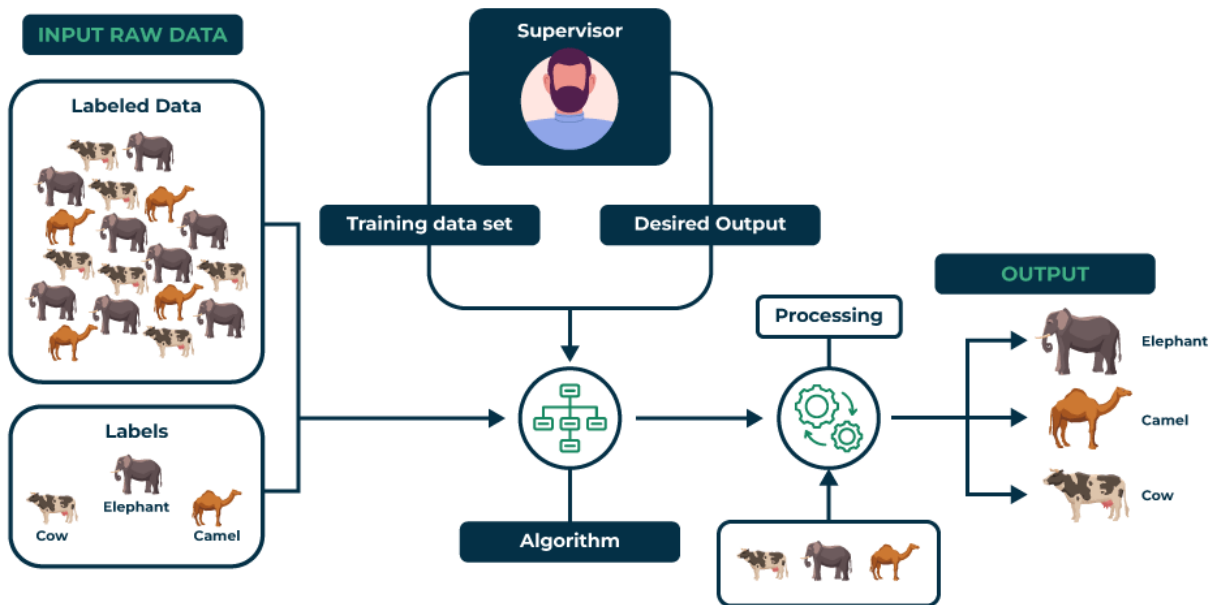 INPUT RAW DATA
Supervisor
Labeled Data
Training data set
Desired Output
OUTPUT
Processing
Elephant
Camel
Cow
Labels
Elephant
Cow
Camel
Algorithm